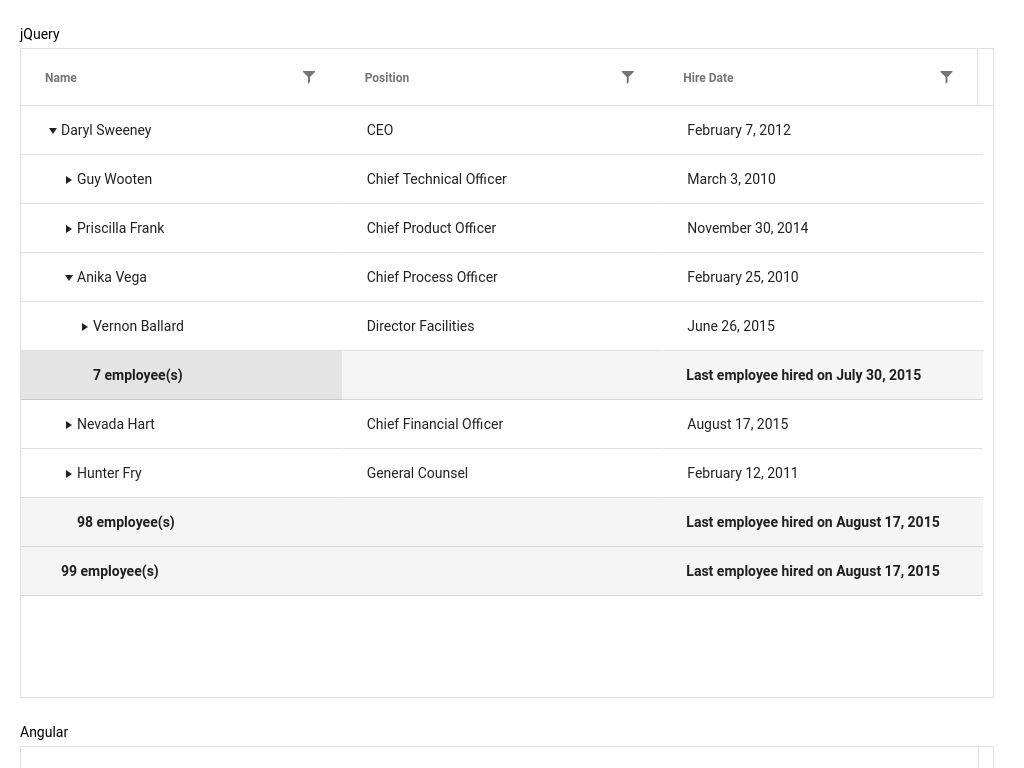 jQuery
Name Position Hire Date
Daryl Sweeney CEO February 7, 2012
Guy Wooten Chief Technical Officer March 3, 2010
Priscilla Frank Chief Product Officer November 30, 2014
Anika Vega Chief Process Officer February 25, 2010
Vernon Ballard Director Facilities June 26, 2015
7 employee(s) Last employee hired on July 30, 2015
Nevada Hart Chief Financial Officer August 17, 2015
Hunter Fry General Counsel February 12, 2011
98 employee(s) Last employee hired on August 17, 2015
99 employee(s) Last employee hired on August 17, 2015
Angular